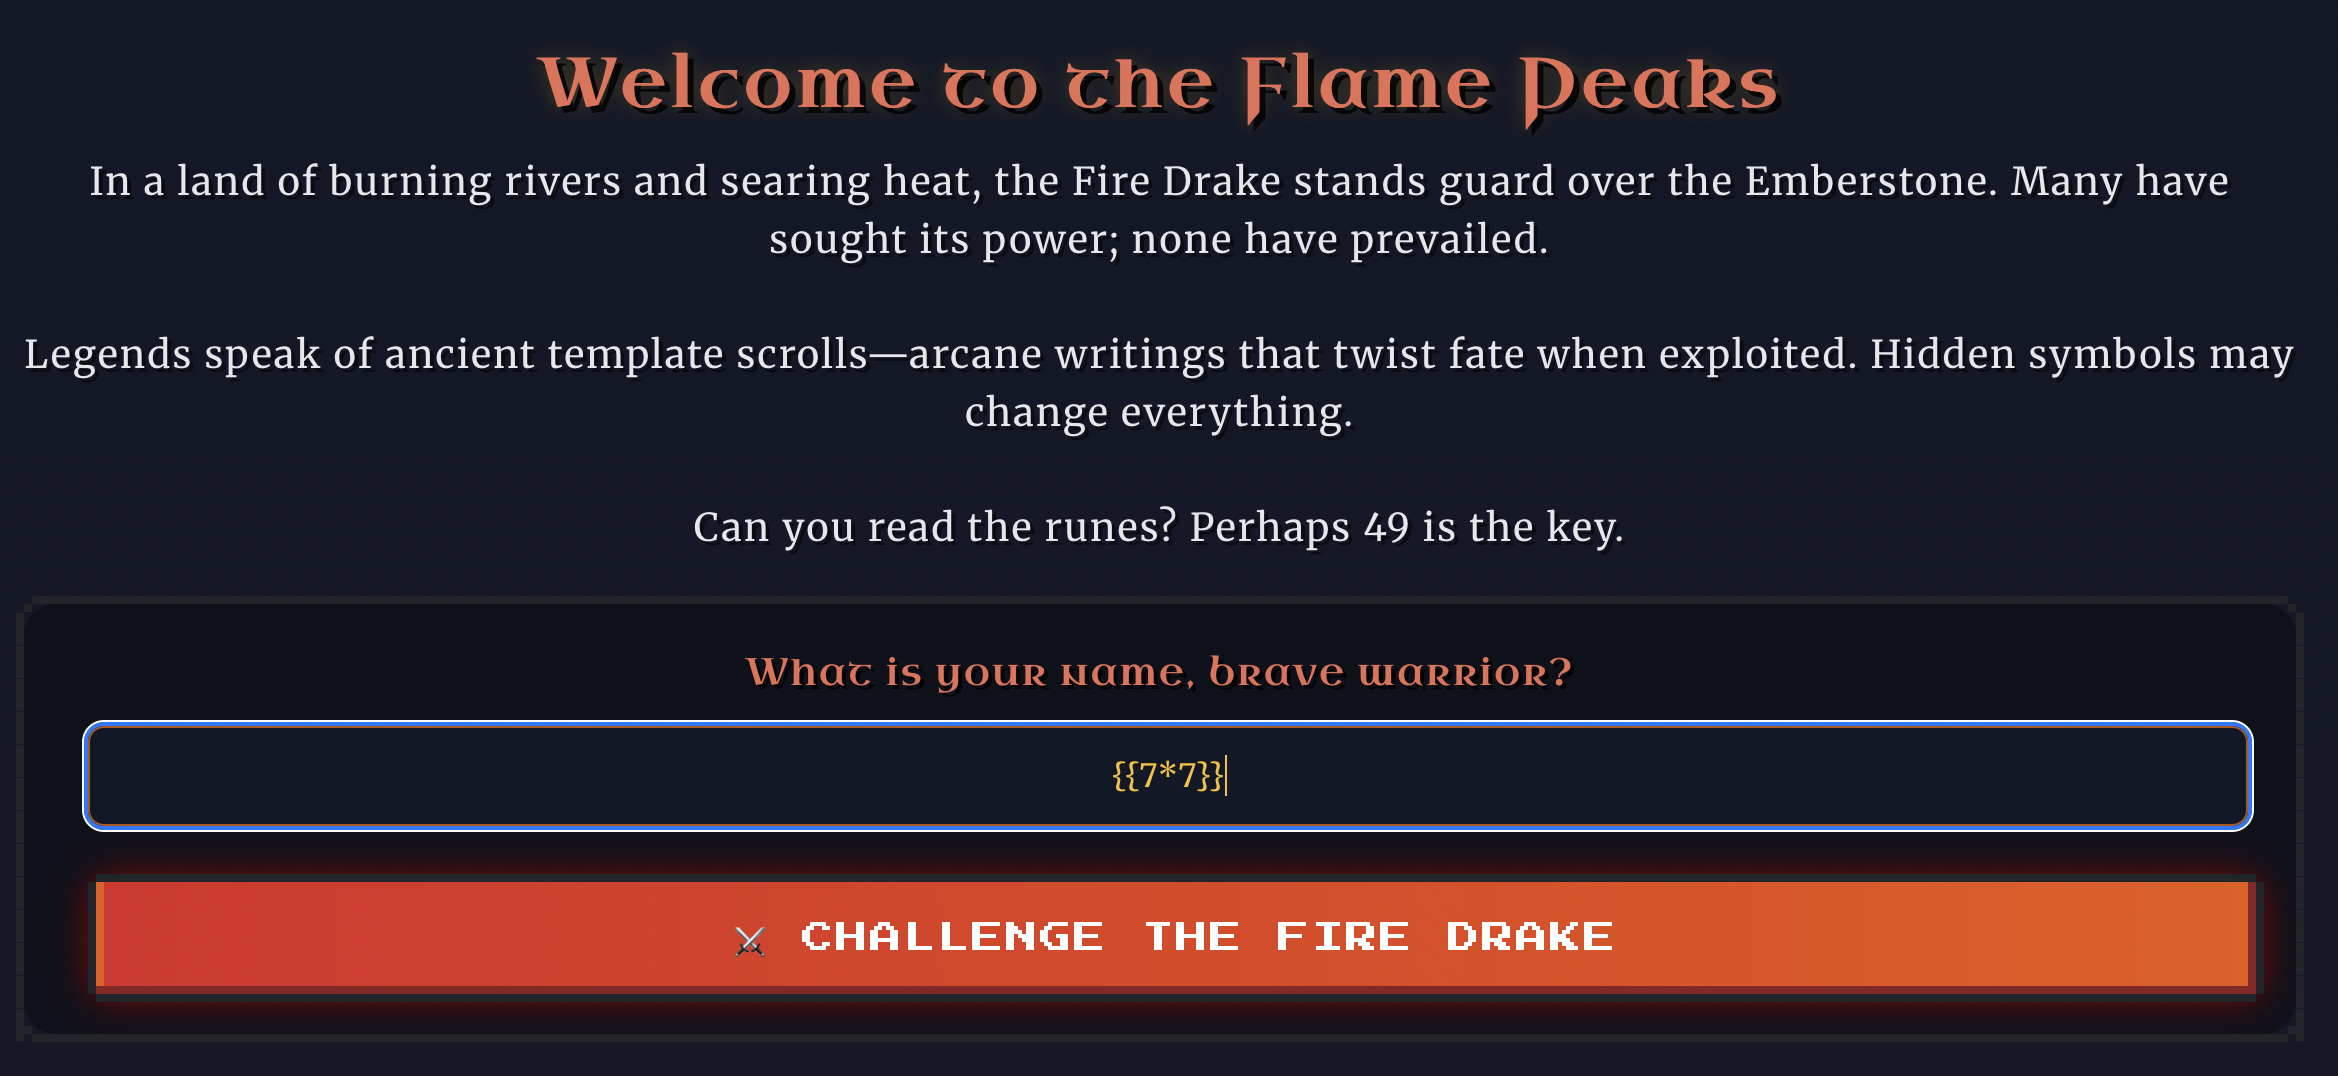 Welcome to the Flame Peaks
In a land of burning rivers and searing heat, the Fire Drake stands guard over the Emberstone. Many have
sought its power; none have prevailed.
Legends speak of ancient template scrolls—arcane writings that twist fate when exploited. Hidden symbols may
change everything.
Can you read the runes? Perhaps 49 is the key.
What is your name, brave warrior?
{{7*7}}
⚔ CHALLENGE THE FIRE DRAKE